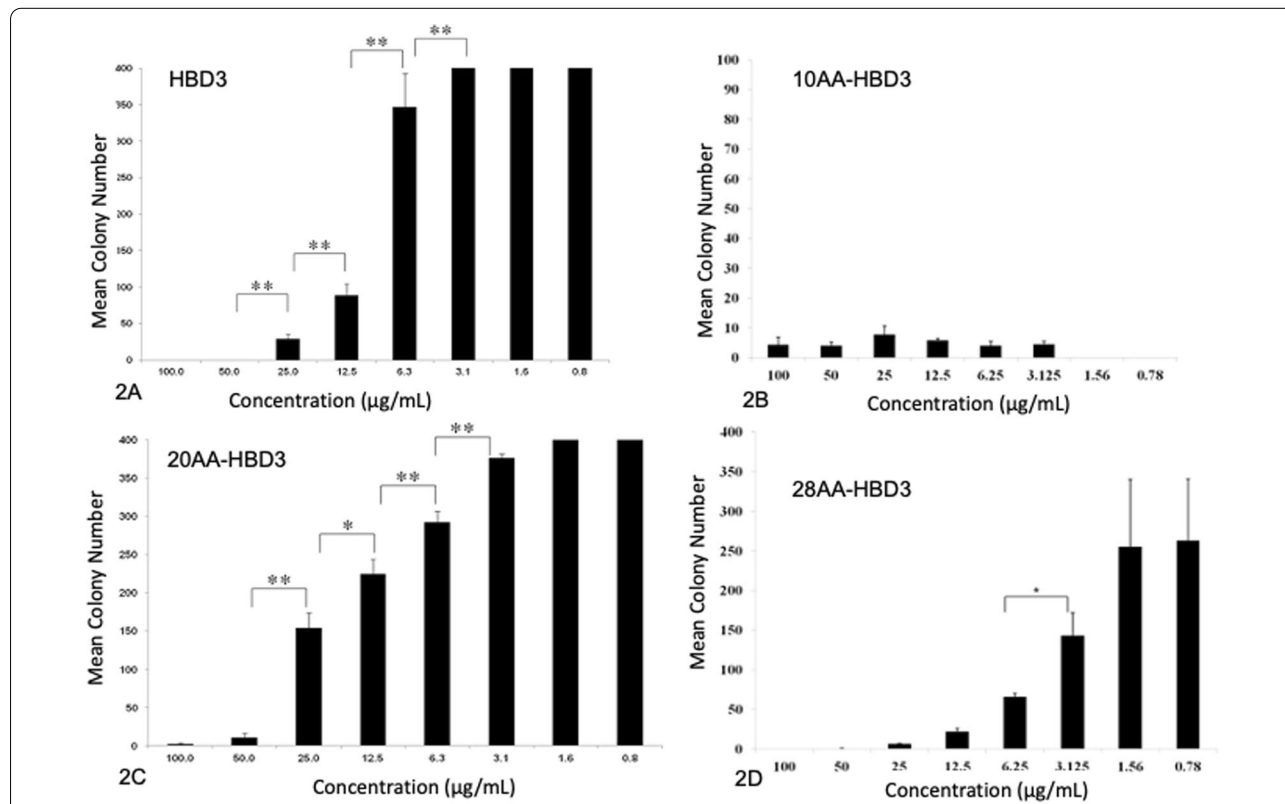 HBD3
Mean Colony Number
400
350
300
250
200
150
100
50
0
** ** ** **
100.0 50.0 25.0 12.5 6.3 3.1 1.6 0.8
2A
Concentration (µg/mL)
10AA-HBD3
Mean Colony Number
100
90
80
70
60
50
40
30
20
10
0
100 50 25 12.5 6.25 3.125 1.56 0.78
2B
Concentration (µg/mL)
20AA-HBD3
Mean Colony Number
400
350
300
250
200
150
100
50
0
** * ** **
100.0 50.0 25.0 12.5 6.3 3.1 1.6 0.8
2C
Concentration (µg/mL)
28AA-HBD3
Mean Colony Number
400
350
300
250
200
150
100
50
0
*
100 50 25 12.5 6.25 3.125 1.56 0.78
2D
Concentration (µg/mL)